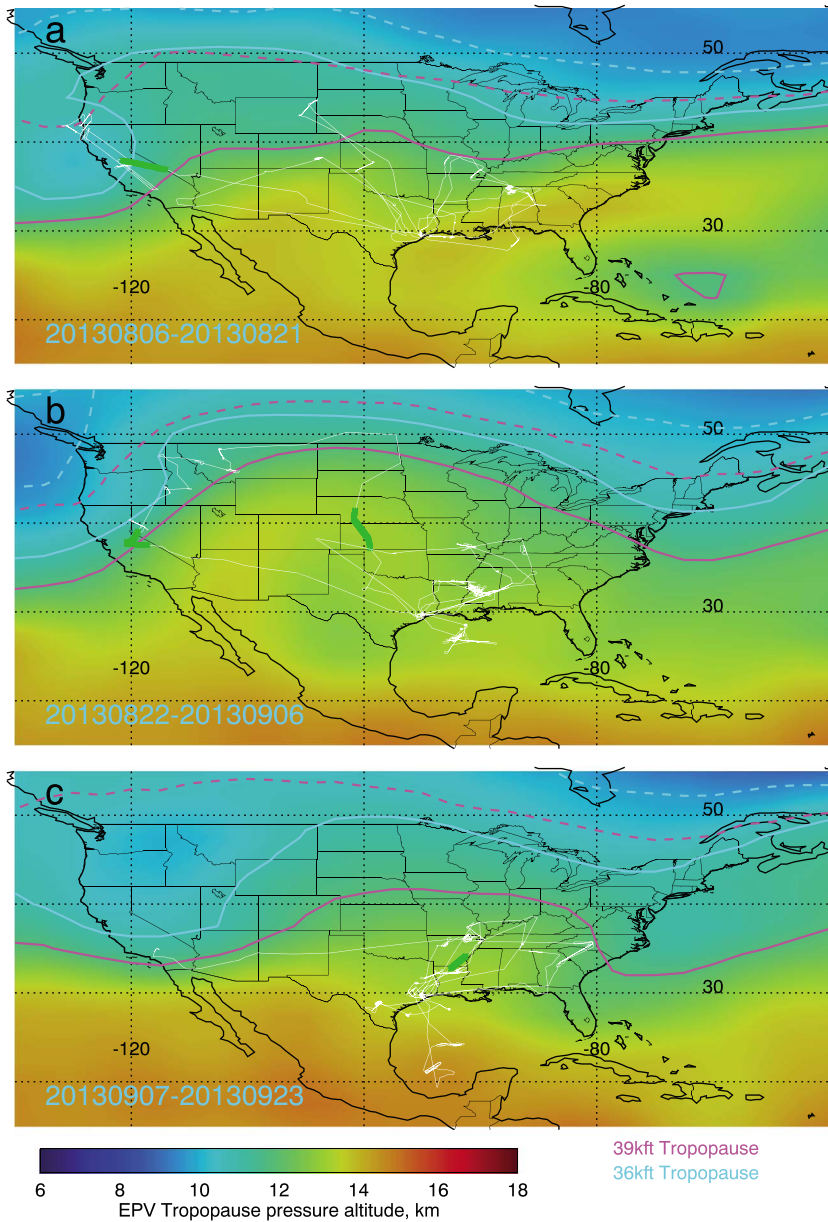 a
50
30
-120
-80
20130806-20130821
b
50
30
-120
-80
20130822-20130906
c
50
30
-120
-80
20130907-20130923
6 8 10 12 14 16 18
EPV Tropopause pressure altitude, km
39kft Tropopause
36kft Tropopause